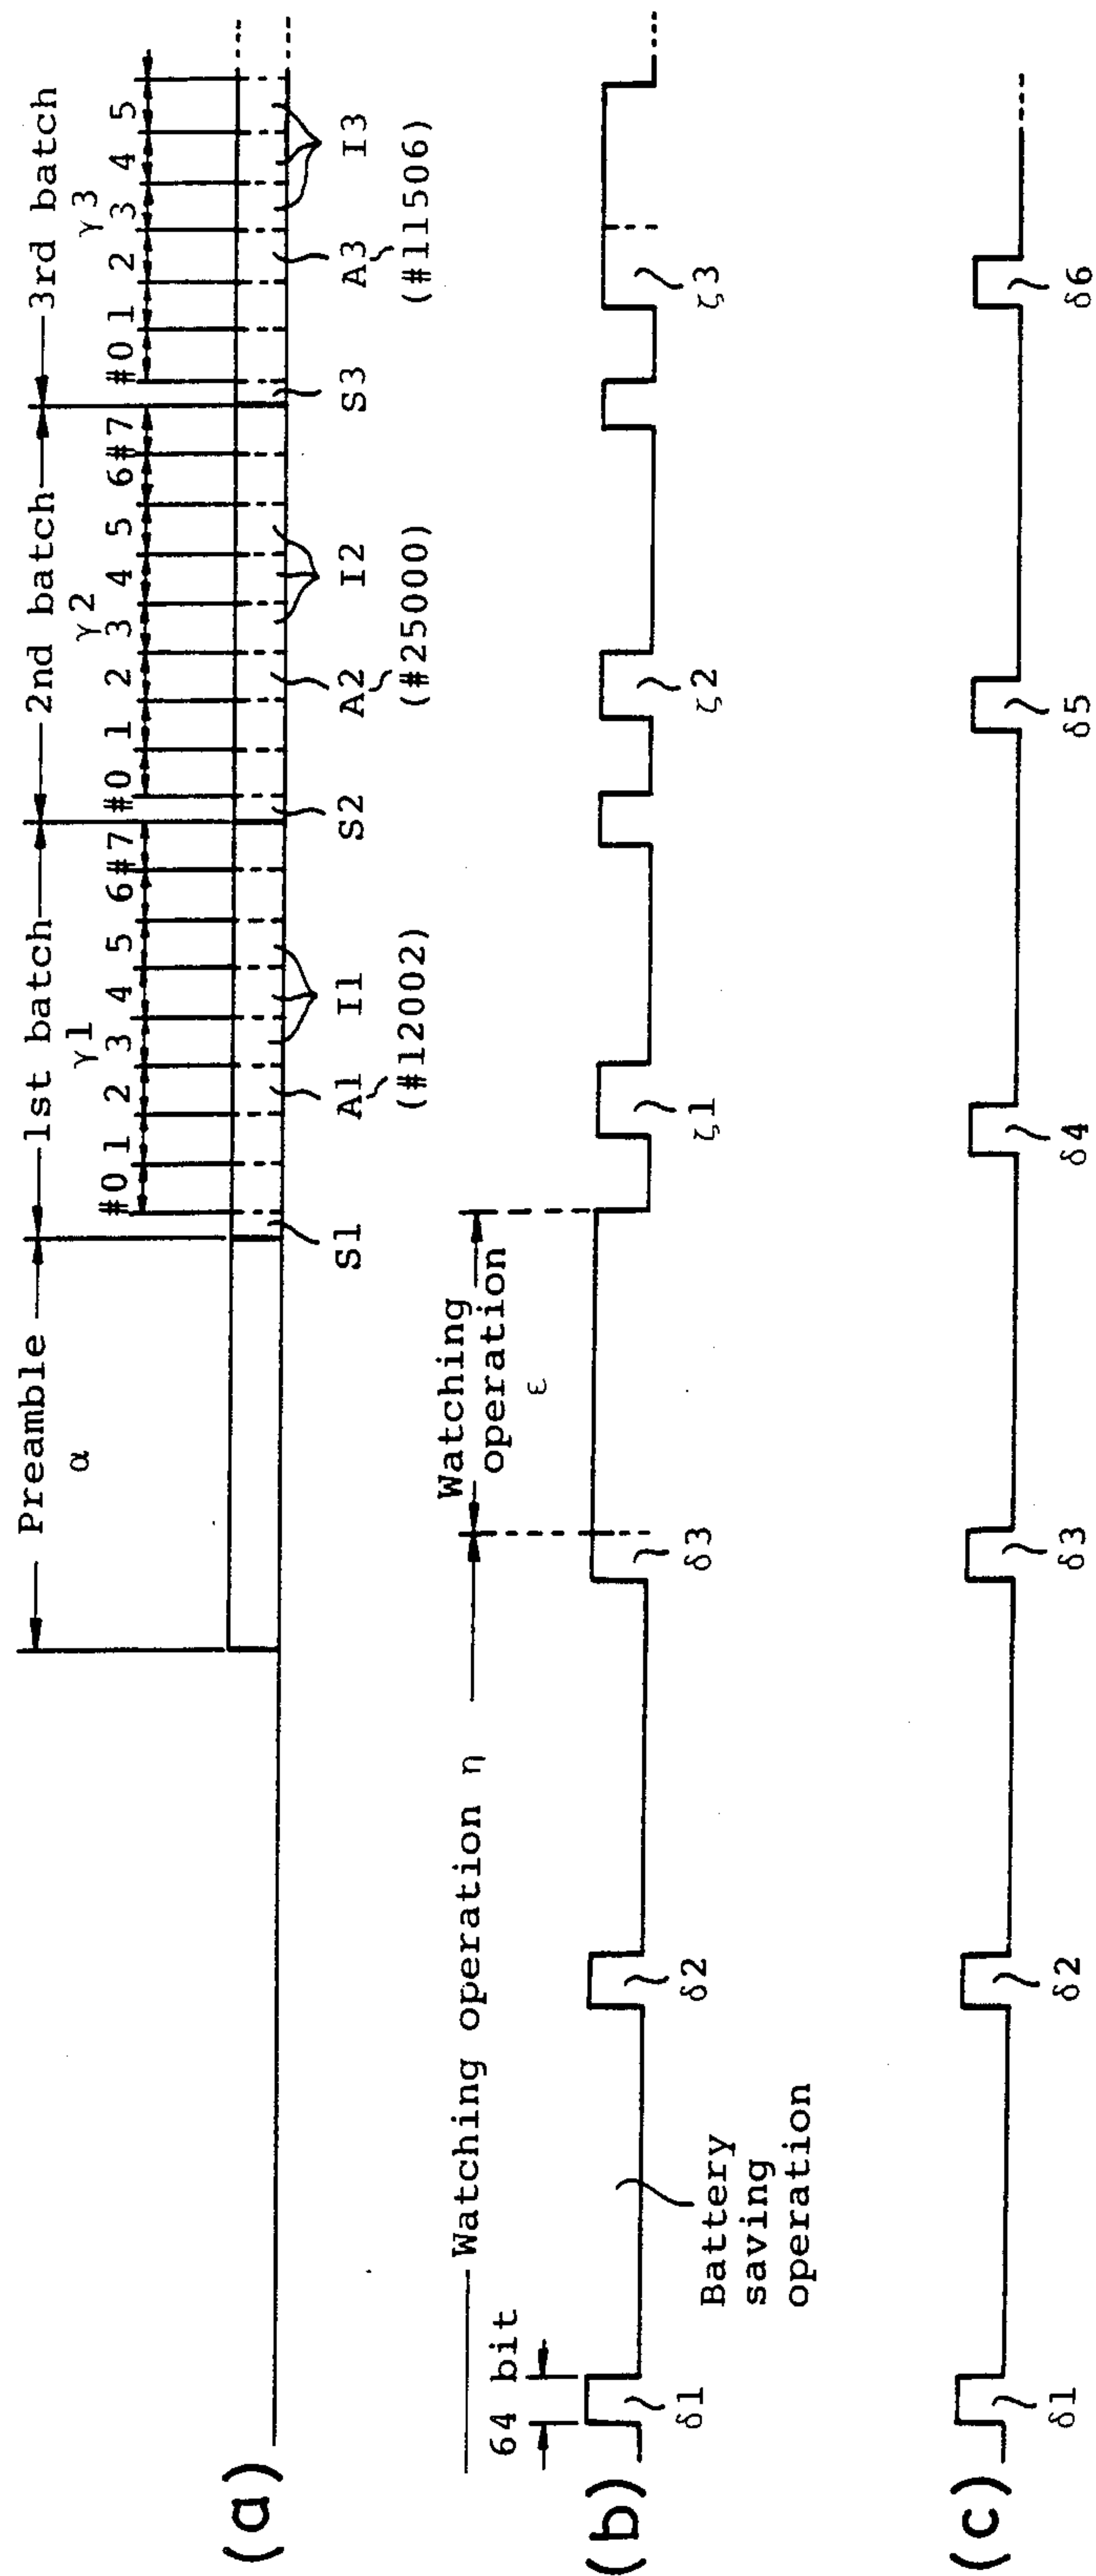 (a)
Preamble
α
1st batch
γ1
2nd batch
γ2
3rd batch
γ3
#0 1 2 3 4 5 6 #7
#0 1 2 3 4 5 6 #7
#0 1 2 3 4 5
S1
A1
(#12002)
I1
S2
A2
(#25000)
I2
S3
A3
(#11506)
I3
(b)
64 bit
Watching operation η
Watching
operation
ε
δ1
Battery
saving
operation
δ2
δ3
ζ1
ζ2
ζ3
(c)
δ1
δ2
δ3
δ4
δ5
δ6